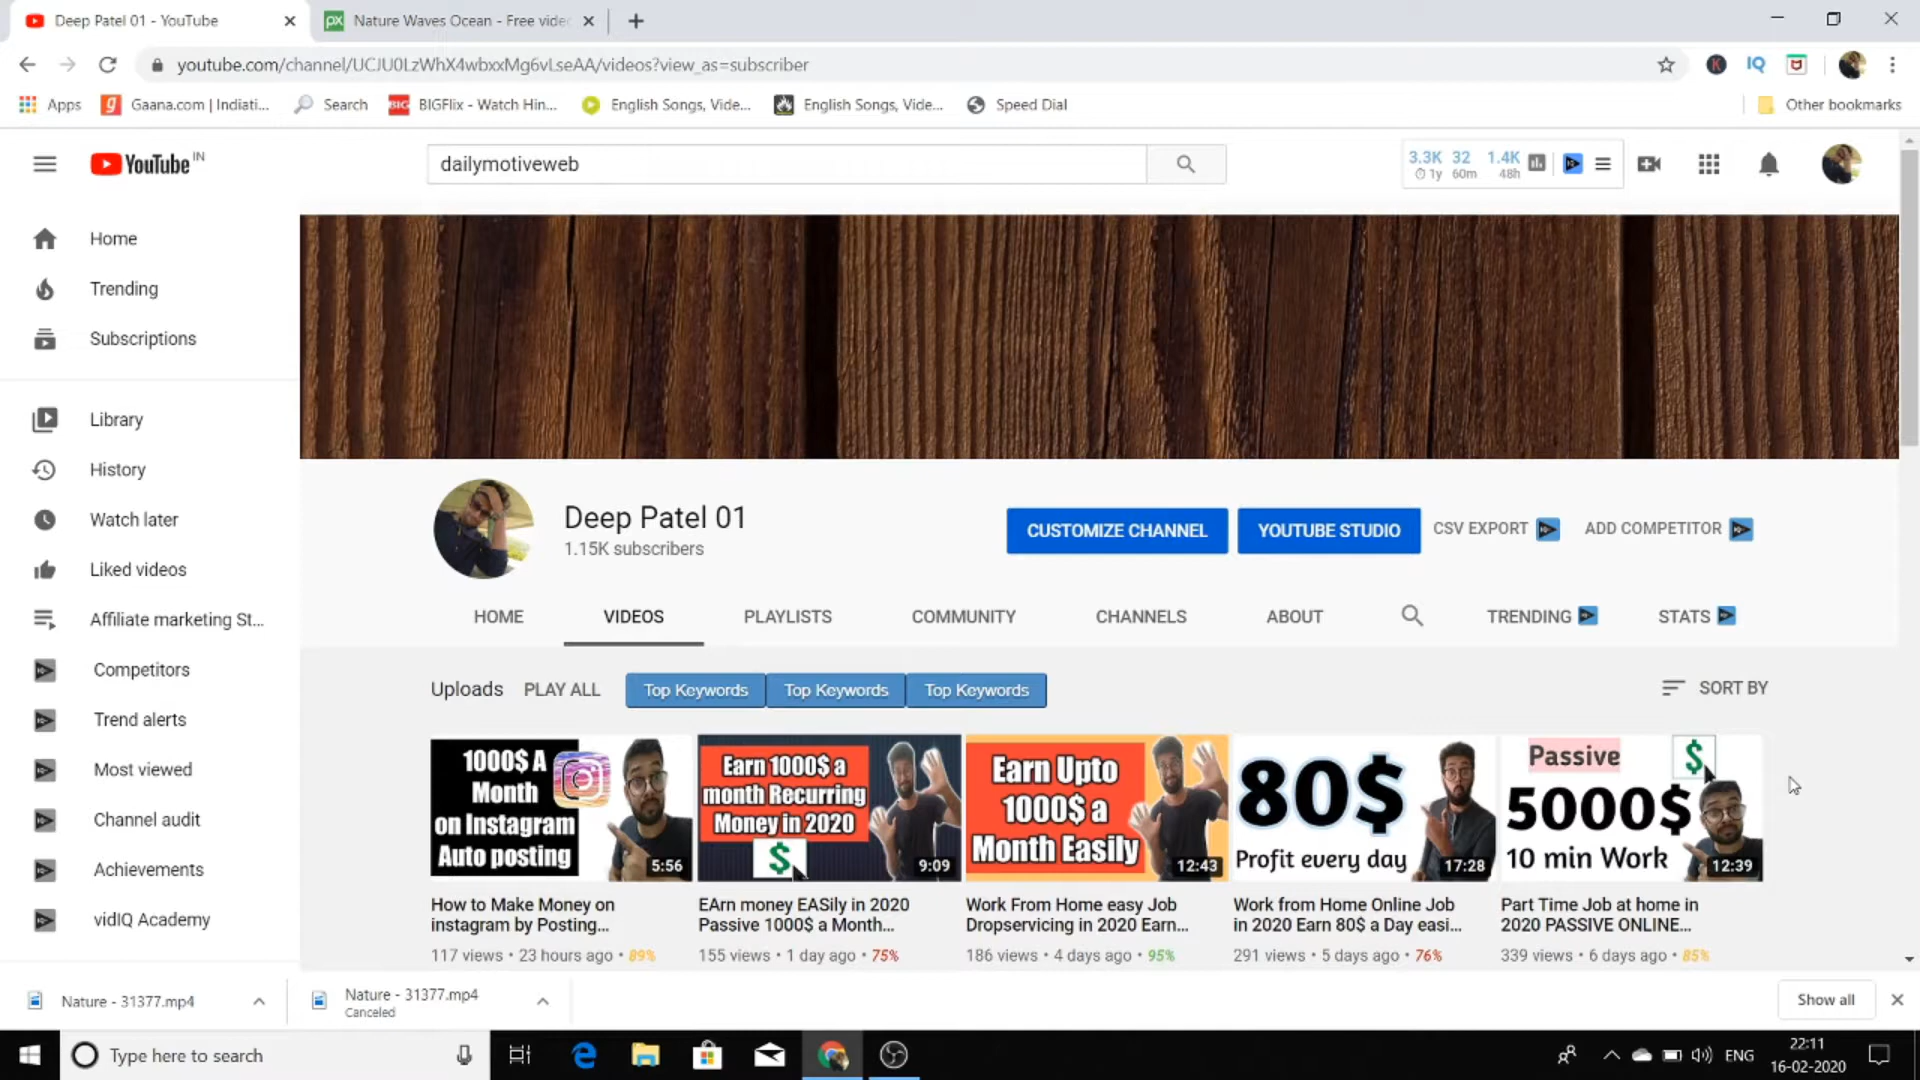 Deep Patel 01 - YouTube
Nature Waves Ocean - Free vide
youtube.com/channel/UCJU0LzWhX4wbxxMg6vLseAA/videos?view_as=subscriber
Apps
Gaana.com | Indiati...
Search
BIGFlix - Watch Hin...
English Songs, Vide...
English Songs, Vide...
Speed Dial
Other bookmarks
YouTube IN
dailymotiveweb
3.3K 32 1.4K
1y 60m 48h
Home
Trending
Subscriptions
Library
History
Watch later
Liked videos
Affiliate marketing St...
Competitors
Trend alerts
Most viewed
Channel audit
Achievements
vidIQ Academy
Deep Patel 01
1.15K subscribers
CUSTOMIZE CHANNEL
YOUTUBE STUDIO
CSV EXPORT
ADD COMPETITOR
HOME
VIDEOS
PLAYLISTS
COMMUNITY
CHANNELS
ABOUT
TRENDING
STATS
Uploads
PLAY ALL
Top Keywords
Top Keywords
Top Keywords
SORT BY
1000$ A
Month
on Instagram
Auto posting
5:56
How to Make Money on
instagram by Posting...
117 views • 23 hours ago • 89%
Earn 1000$ a
month Recurring
Money in 2020
$
9:09
EArn money EASily in 2020
Passive 1000$ a Month...
155 views • 1 day ago • 75%
Earn Upto
1000$ a
Month Easily
12:43
Work From Home easy Job
Dropservicing in 2020 Earn...
186 views • 4 days ago • 95%
80$
Profit every day
17:28
Work from Home Online Job
in 2020 Earn 80$ a Day easi...
291 views • 5 days ago • 76%
Passive
$
5000$
10 min Work
12:39
Part Time Job at home in
2020 PASSIVE ONLINE...
339 views • 6 days ago • 85%
Nature - 31377.mp4
Nature - 31377.mp4
Canceled
Show all
Type here to search
ENG
22:11
16-02-2020